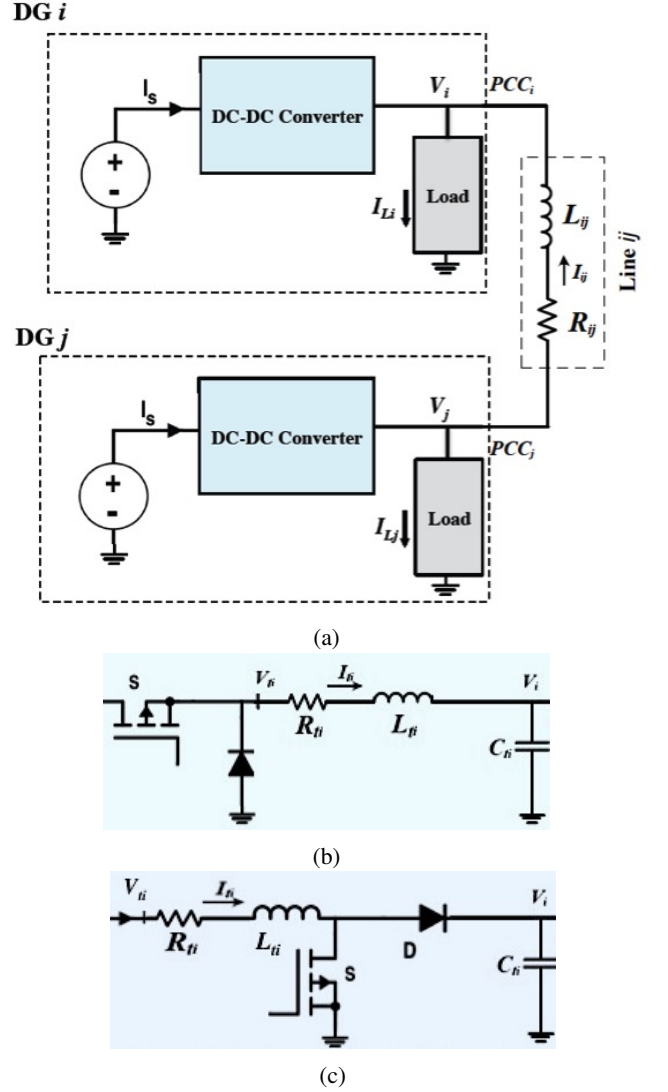 DG i
I_s
DC-DC Converter
V_i
PCC_i
+
-
I_Li
Load
L_ij
I_ij
R_ij
Line ij
DG j
I_s
DC-DC Converter
V_j
PCC_j
+
-
I_Lj
Load
(a)
S
V_ti
I_ti
R_ti
L_ti
V_i
C_ti
(b)
V_ti
I_ti
R_ti
L_ti
S
D
V_i
C_ti
(c)